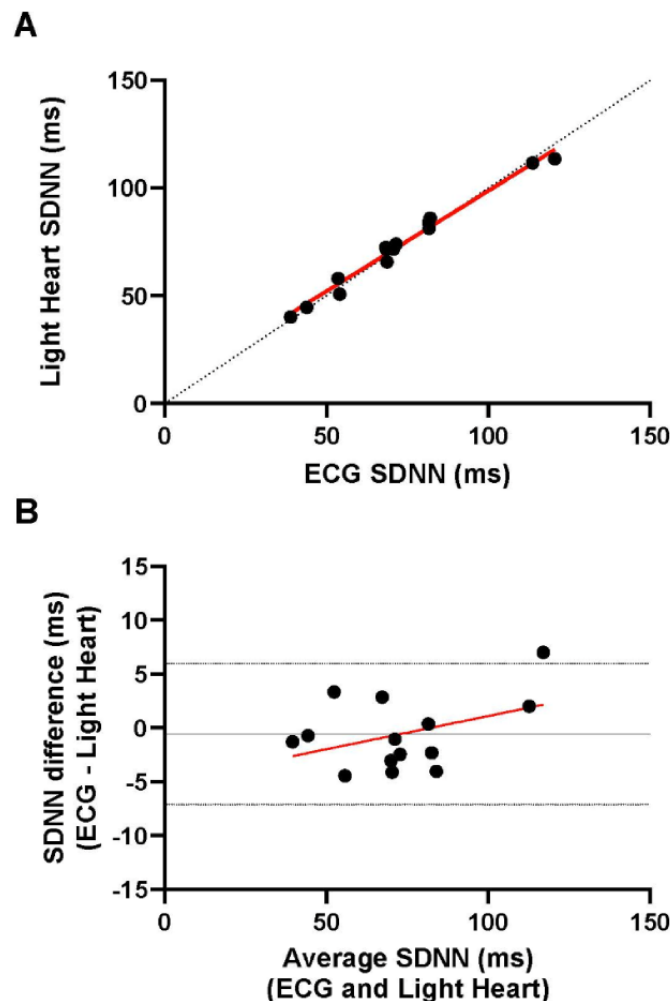 A
150
100
50
0
Light Heart SDNN (ms)
0 50 100 150
ECG SDNN (ms)
B
15
10
5
0
-5
-10
-15
SDNN difference (ms)
(ECG - Light Heart)
0 50 100 150
Average SDNN (ms)
(ECG and Light Heart)